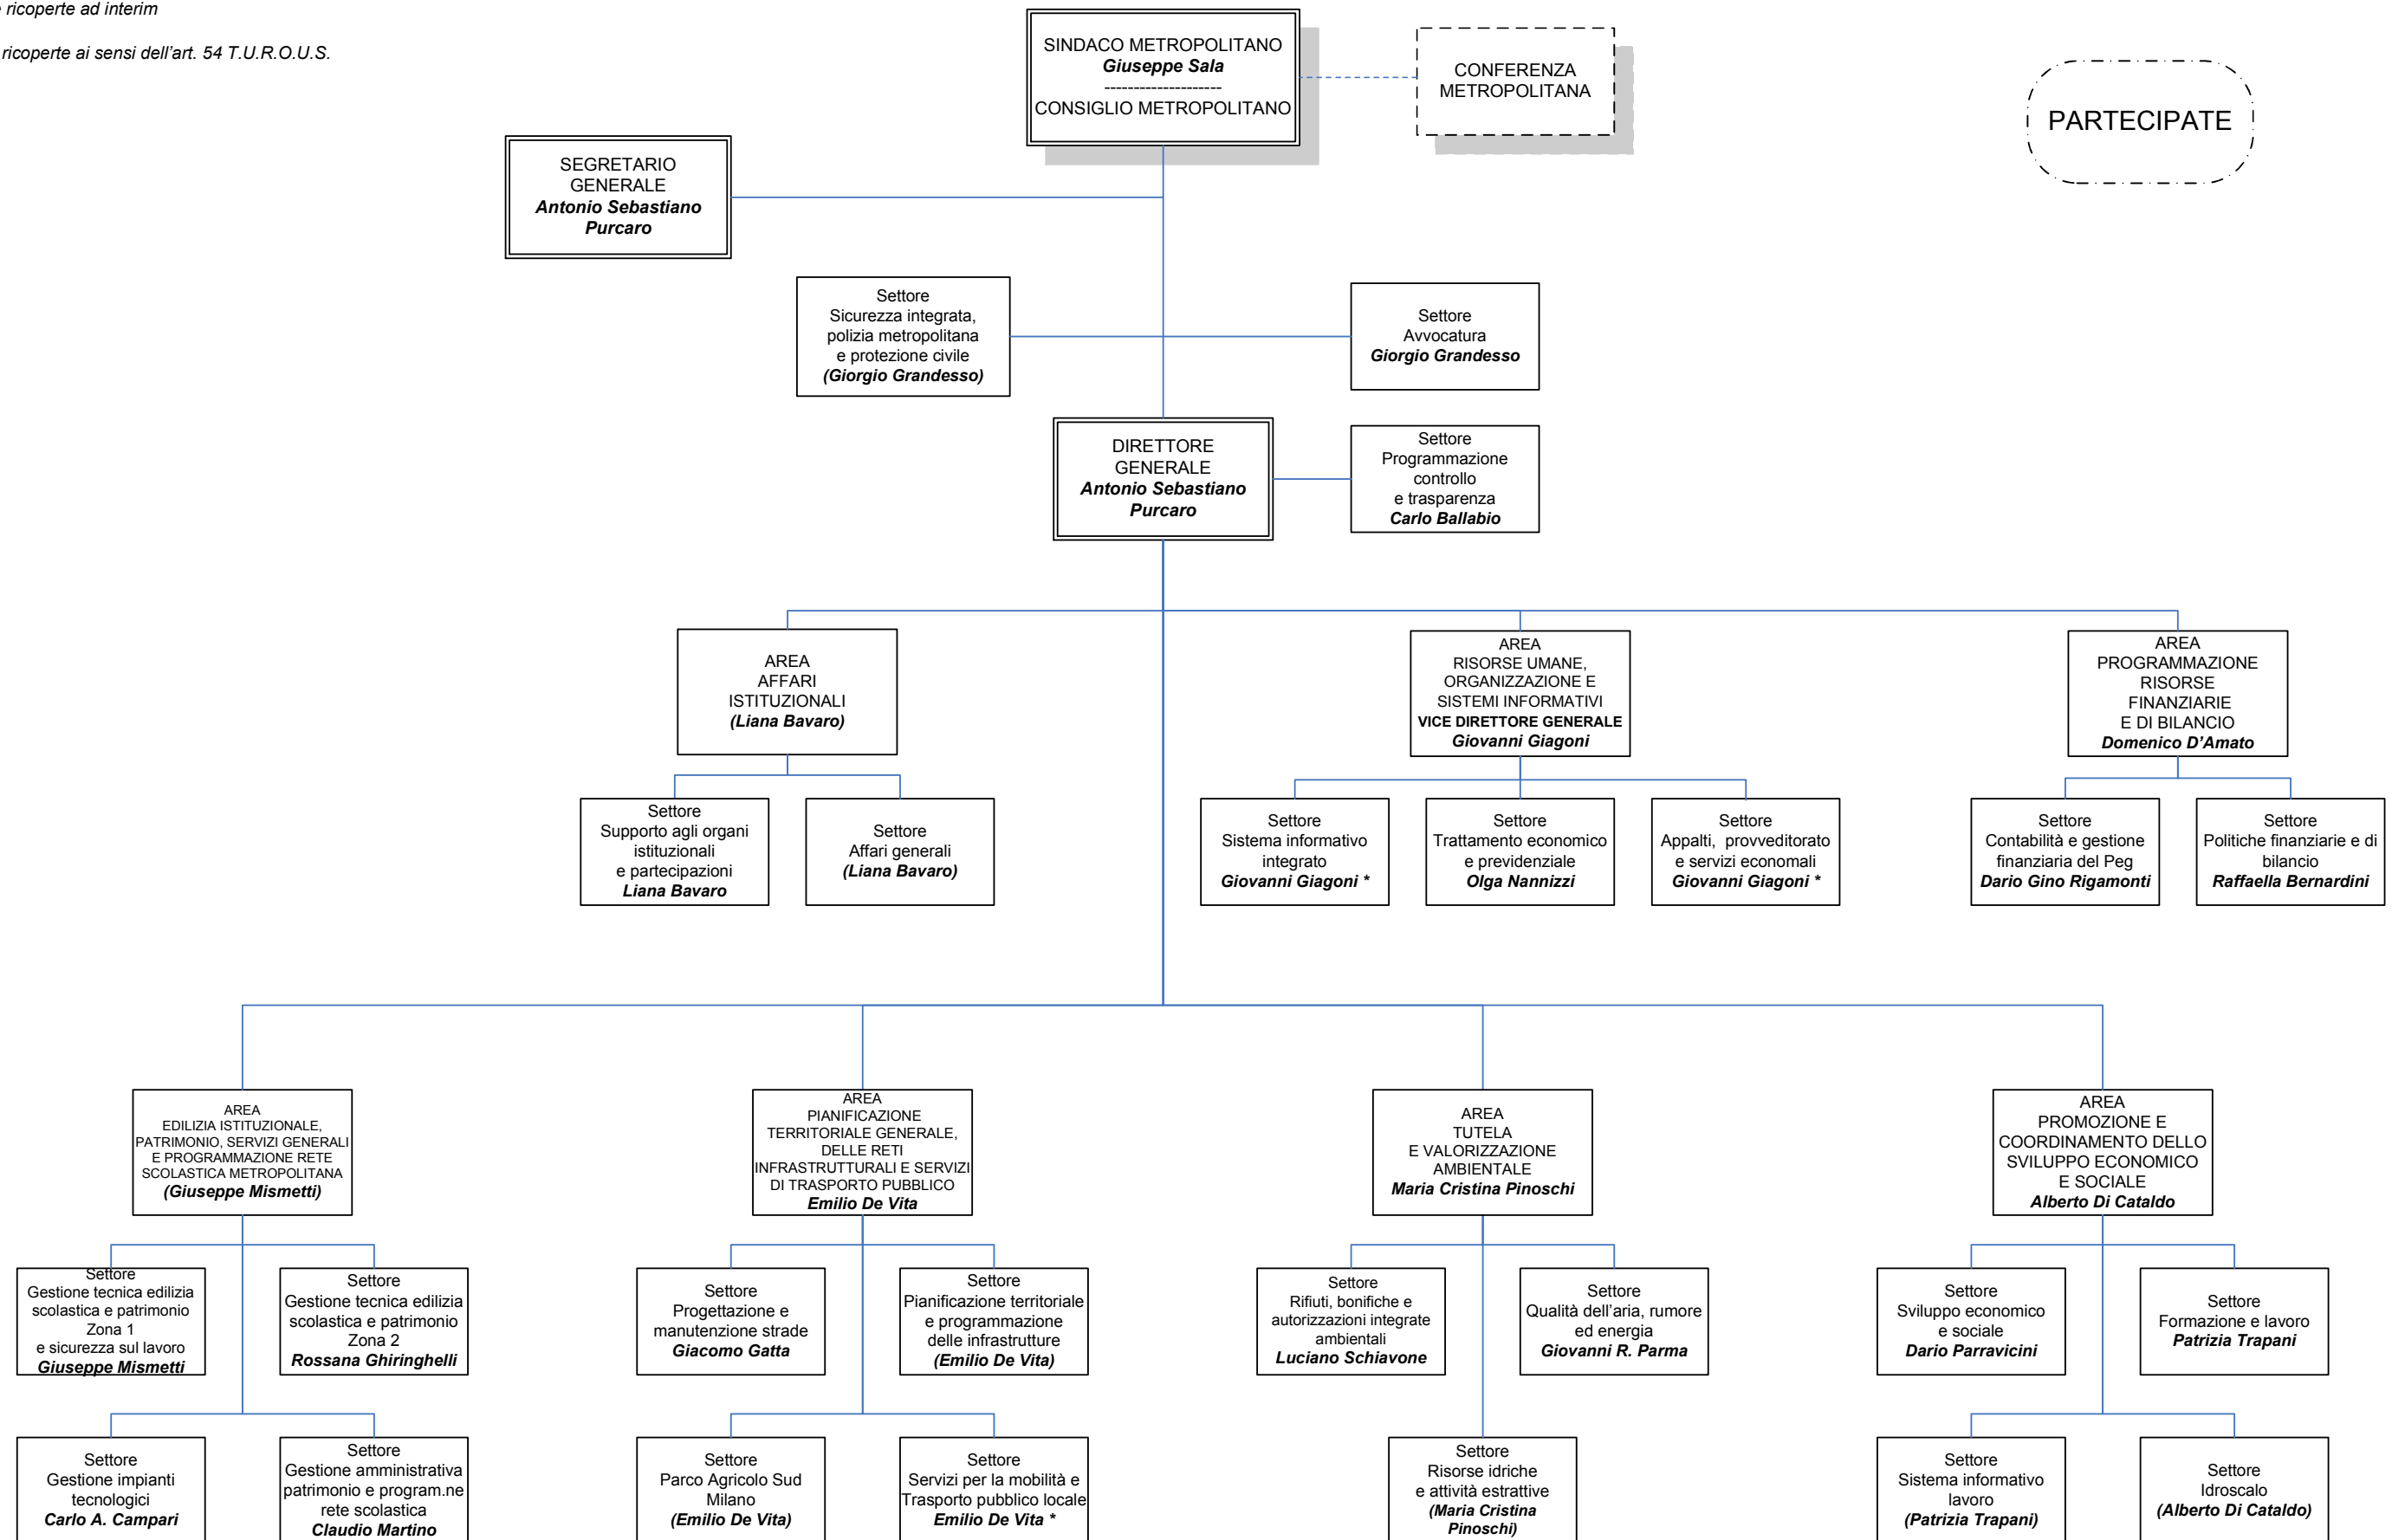 e ricoperte ad interim
ricoperte ai sensi dell'art. 54 T.U.R.O.U.S.
SINDACO METROPOLITANO
Giuseppe Sala
--------------------
CONSIGLIO METROPOLITANO
CONFERENZA
METROPOLITANA
PARTECIPATE
SEGRETARIO
GENERALE
Antonio Sebastiano
Purcaro
Settore
Sicurezza integrata,
polizia metropolitana
e protezione civile
(Giorgio Grandesso)
Settore
Avvocatura
Giorgio Grandesso
DIRETTORE
GENERALE
Antonio Sebastiano
Purcaro
Settore
Programmazione
controllo
e trasparenza
Carlo Ballabio
AREA
AFFARI
ISTITUZIONALI
(Liana Bavaro)
AREA
RISORSE UMANE,
ORGANIZZAZIONE E
SISTEMI INFORMATIVI
VICE DIRETTORE GENERALE
Giovanni Giagoni
AREA
PROGRAMMAZIONE
RISORSE
FINANZIARIE
E DI BILANCIO
Domenico D'Amato
Settore
Supporto agli organi
istituzionali
e partecipazioni
Liana Bavaro
Settore
Affari generali
(Liana Bavaro)
Settore
Sistema informativo
integrato
Giovanni Giagoni *
Settore
Trattamento economico
e previdenziale
Olga Nannizzi
Settore
Appalti, provveditorato
e servizi economali
Giovanni Giagoni *
Settore
Contabilità e gestione
finanziaria del Peg
Dario Gino Rigamonti
Settore
Politiche finanziarie e di
bilancio
Raffaella Bernardini
AREA
EDILIZIA ISTITUZIONALE,
PATRIMONIO, SERVIZI GENERALI
E PROGRAMMAZIONE RETE
SCOLASTICA METROPOLITANA
(Giuseppe Mismetti)
AREA
PIANIFICAZIONE
TERRITORIALE GENERALE,
DELLE RETI
INFRASTRUTTURALI E SERVIZI
DI TRASPORTO PUBBLICO
Emilio De Vita
AREA
TUTELA
E VALORIZZAZIONE
AMBIENTALE
Maria Cristina Pinoschi
AREA
PROMOZIONE E
COORDINAMENTO DELLO
SVILUPPO ECONOMICO
E SOCIALE
Alberto Di Cataldo
Settore
Gestione tecnica edilizia
scolastica e patrimonio
Zona 1
e sicurezza sul lavoro
Giuseppe Mismetti
Settore
Gestione tecnica edilizia
scolastica e patrimonio
Zona 2
Rossana Ghiringhelli
Settore
Progettazione e
manutenzione strade
Giacomo Gatta
Settore
Pianificazione territoriale
e programmazione
delle infrastrutture
(Emilio De Vita)
Settore
Rifiuti, bonifiche e
autorizzazioni integrate
ambientali
Luciano Schiavone
Settore
Qualità dell'aria, rumore
ed energia
Giovanni R. Parma
Settore
Sviluppo economico
e sociale
Dario Parravicini
Settore
Formazione e lavoro
Patrizia Trapani
Settore
Gestione impianti
tecnologici
Carlo A. Campari
Settore
Gestione amministrativa
patrimonio e program.ne
rete scolastica
Claudio Martino
Settore
Parco Agricolo Sud
Milano
(Emilio De Vita)
Settore
Servizi per la mobilità e
Trasporto pubblico locale
Emilio De Vita *
Settore
Risorse idriche
e attività estrattive
(Maria Cristina
Pinoschi)
Settore
Sistema informativo
lavoro
(Patrizia Trapani)
Settore
Idroscalo
(Alberto Di Cataldo)